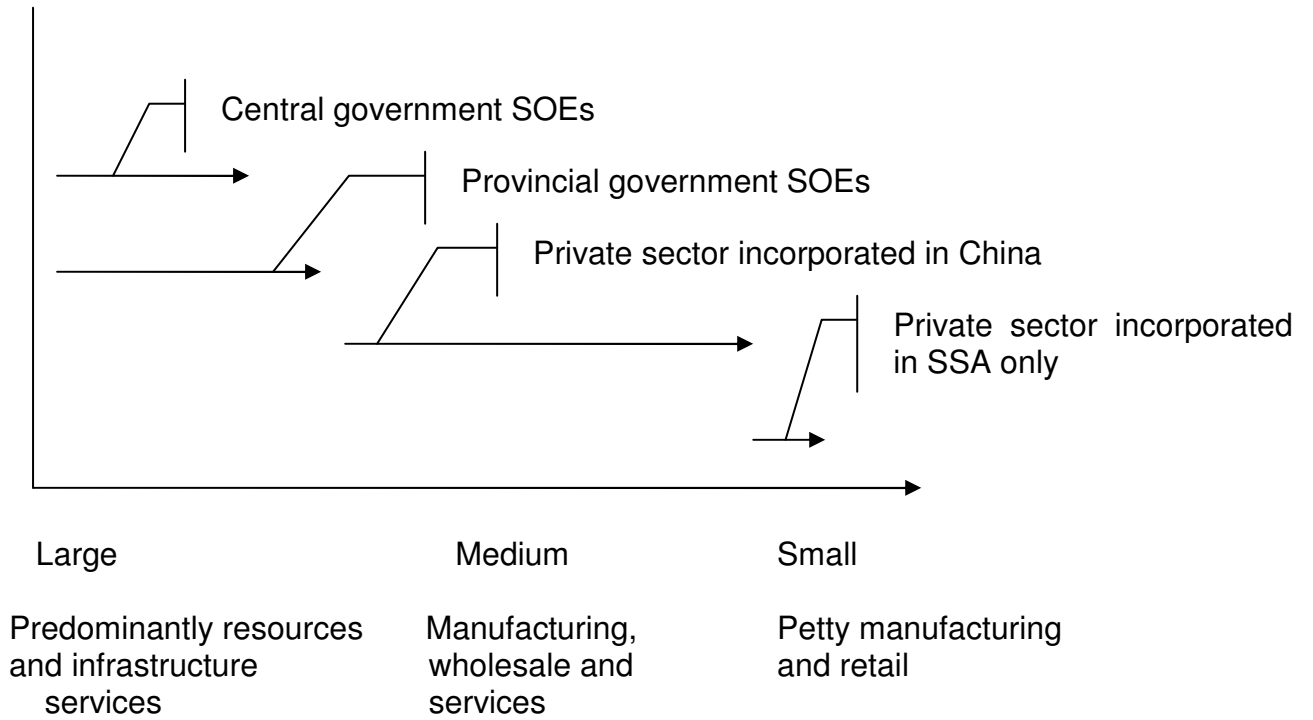 Central government SOEs
Provincial government SOEs
Private sector incorporated in China
Private sector incorporated
in SSA only
Large
Medium
Small
Predominantly resources
and infrastructure
services
Manufacturing,
wholesale and
services
Petty manufacturing
and retail